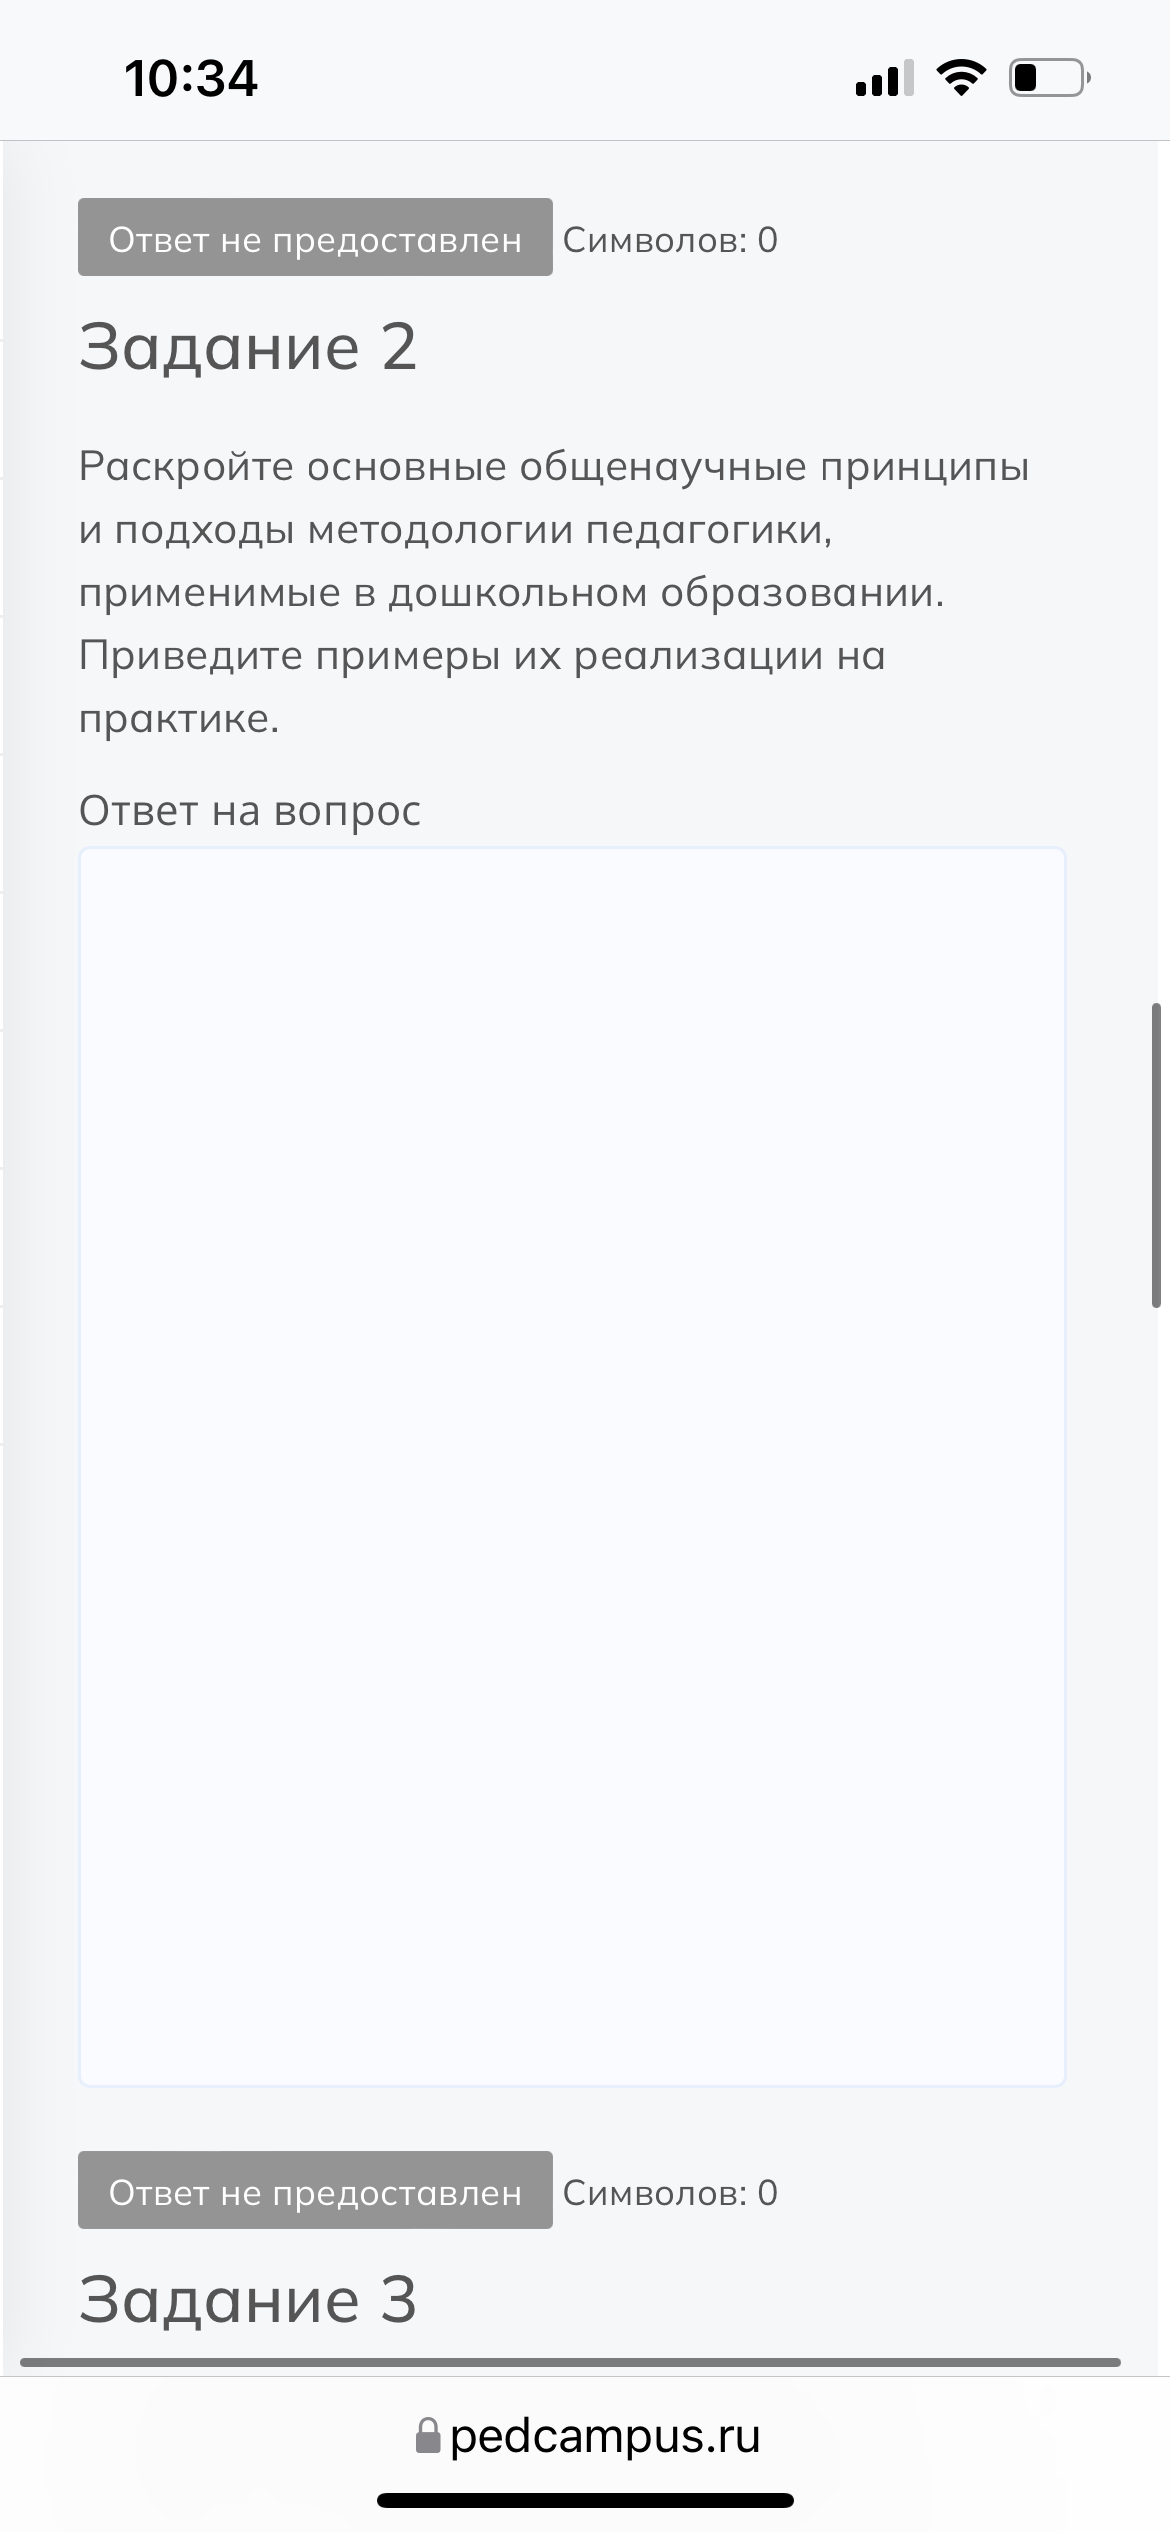 10:34
Ответ не предоставлен Символов: 0
Задание 2
Раскройте основные общенаучные принципы
и подходы методологии педагогики,
применимые в дошкольном образовании.
Приведите примеры их реализации на
практике.
Ответ на вопрос
Ответ не предоставлен Символов: 0
Задание 3
pedcampus.ru